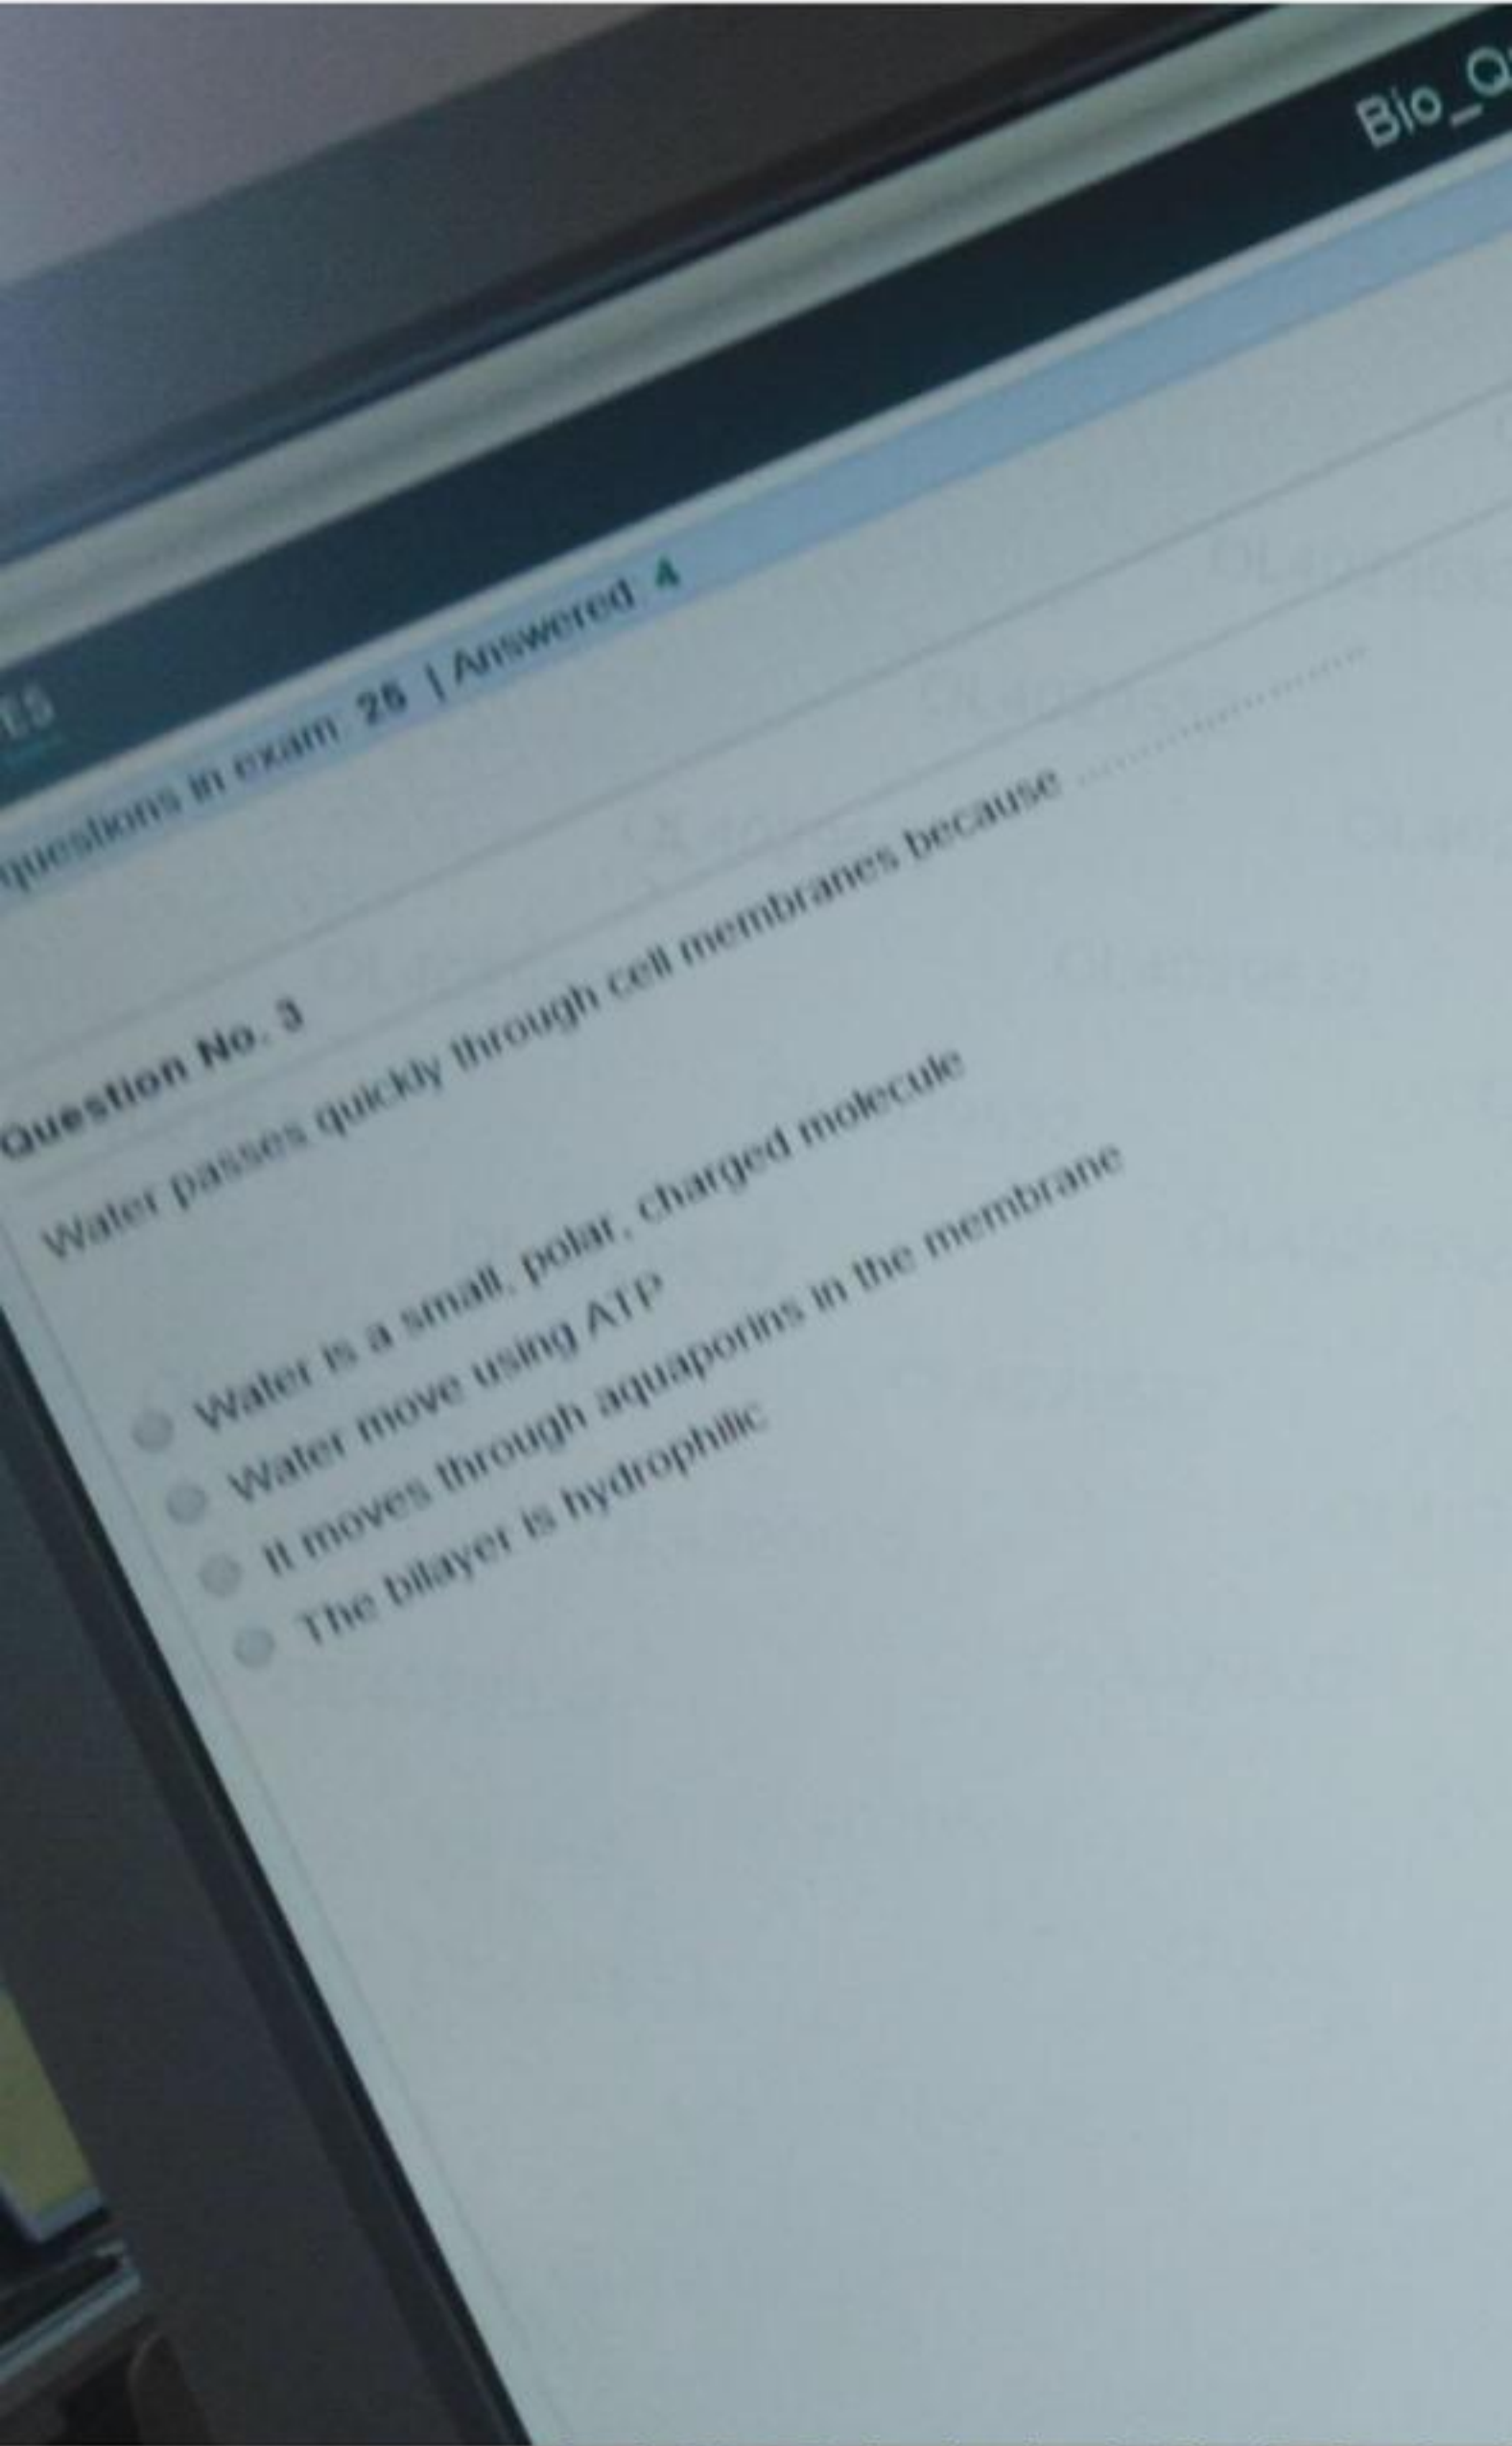 Bio_Q
ES
questions in exam: 25 | Answered: 4
Question No. 3
Water passes quickly through cell membranes because ....................
Water is a small, polar, charged molecule
Water move using ATP
It moves through aquaporins in the membrane
The bilayer is hydrophilic